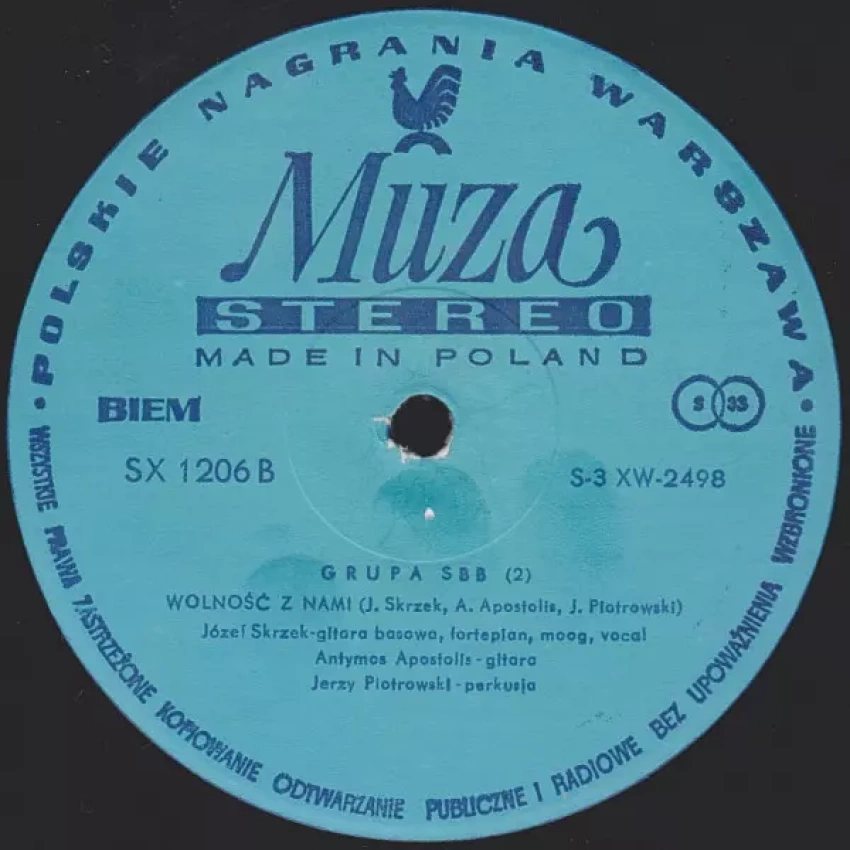 POLSKIE NAGRANIA WARSZAWA
Muza
STEREO
MADE IN POLAND
BIEM
S 33
SX 1206 B
S-3 XW-2498
GRUPA SBB (2)
WOLNOŚĆ Z NAMI (J. Skrzek, A. Apostolis, J. Piotrowski)
Józef Skrzek-gitara basowa, fortepian, moog, vocal
Antymos Apostolis - gitara
Jerzy Piotrowski - perkusja
WSZYSTKIE PRAWA ZASTRZEŻONE KOPIOWANIE ODTWARZANIE PUBLICZNE I RADIOWE BEZ UPOWAŻNIENIA WZBRONIONE